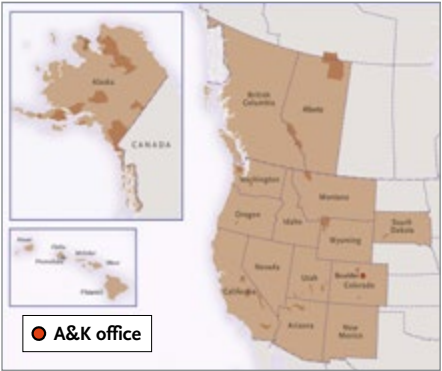 Alaska
CANADA
British
Columbia
Alberta
Washington
Montana
Oregon
Idaho
South
Dakota
Wyoming
Nevada
Utah
Boulder
Colorado
California
Arizona
New
Mexico
Kauai
Oahu
Honolulu
Molokai
Maui
Hawaii
A&K office